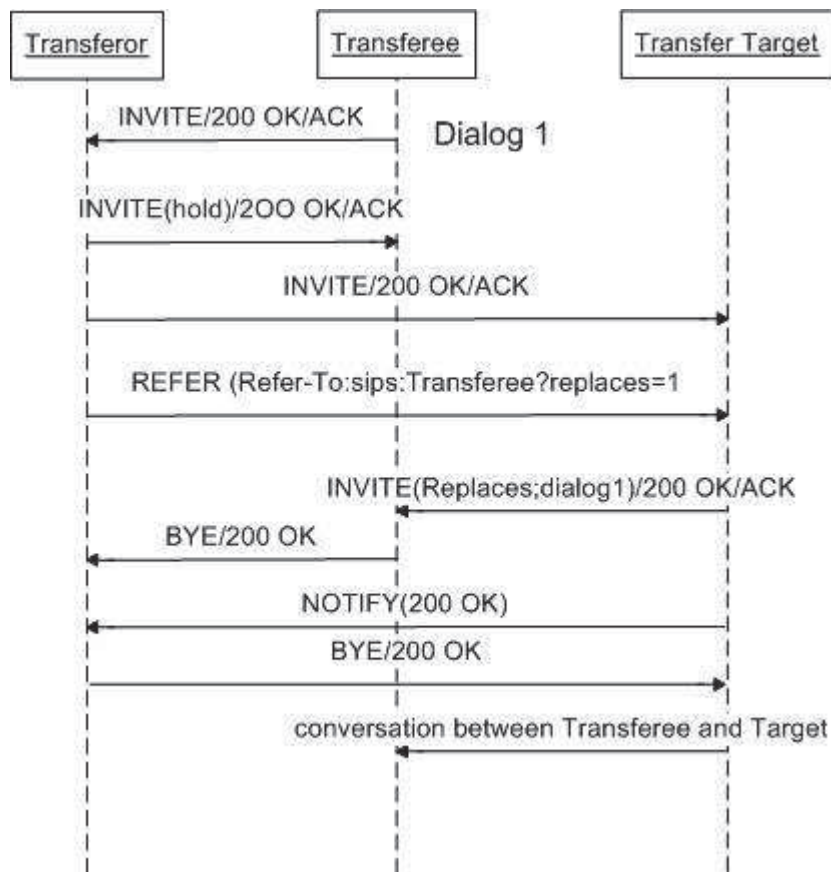 Transferor
Transferee
Transfer Target
INVITE/200 OK/ACK
Dialog 1
INVITE(hold)/2OO OK/ACK
INVITE/200 OK/ACK
REFER (Refer-To:sips:Transferee?replaces=1
INVITE(Replaces;dialog1)/200 OK/ACK
BYE/200 OK
NOTIFY(200 OK)
BYE/200 OK
conversation between Transferee and Target